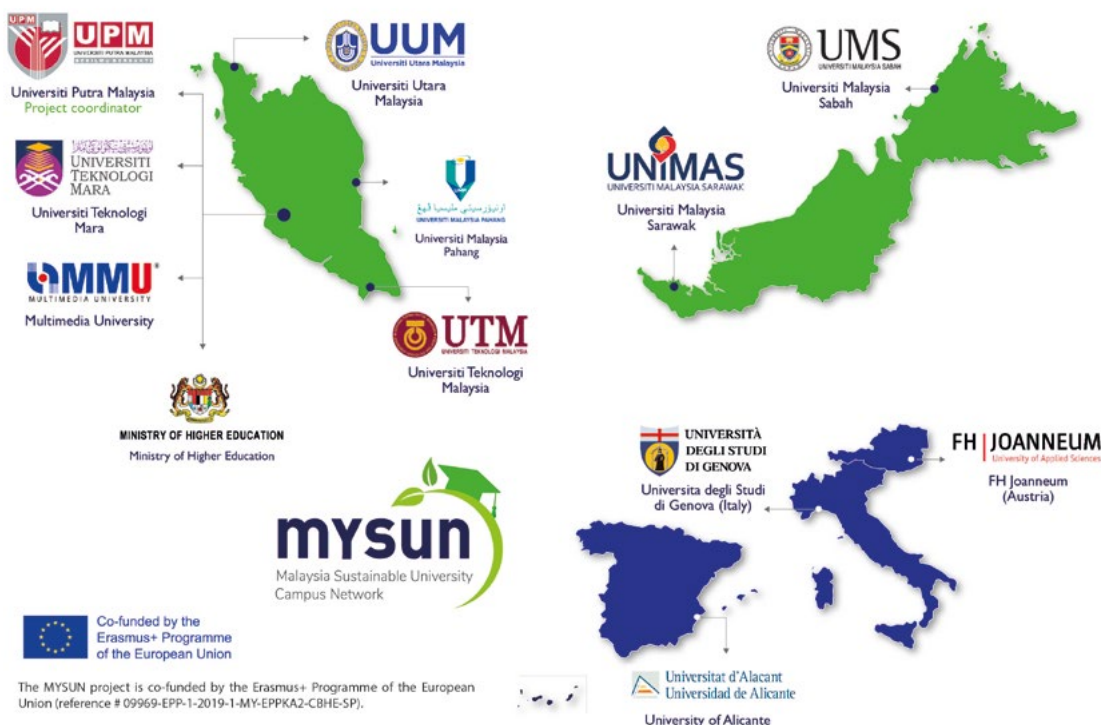 UPM
UPM
UNIVERSITI PUTRA MALAYSIA
BERILMU BERBAKTI
Universiti Putra Malaysia
Project coordinator
UUM
Universiti Utara Malaysia
Universiti Utara
Malaysia
UNIVERSITI
TEKNOLOGI
MARA
Universiti Teknologi
Mara
UNIVERSITI MALAYSIA PAHANG
Universiti Malaysia
Pahang
MMU
MULTIMEDIA UNIVERSITY
Multimedia University
UTM
UNIVERSITI TEKNOLOGI MALAYSIA
Universiti Teknologi
Malaysia
MINISTRY OF HIGHER EDUCATION
Ministry of Higher Education
UMS
UNIVERSITI MALAYSIA SABAH
Universiti Malaysia
Sabah
UNIMAS
UNIVERSITI MALAYSIA SARAWAK
Universiti Malaysia
Sarawak
mysun
Malaysia Sustainable University
Campus Network
UNIVERSITÀ
DEGLI STUDI
DI GENOVA
Universita degli Studi
di Genova (Italy)
FH | JOANNEUM
University of Applied Sciences
FH Joanneum
(Austria)
Universitat d'Alacant
Universidad de Alicante
University of Alicante
Co-funded by the
Erasmus+ Programme
of the European Union
The MYSUN project is co-funded by the Erasmus+ Programme of the European
Union (reference # 09969-EPP-1-2019-1-MY-EPPKA2-CBHE-SP).